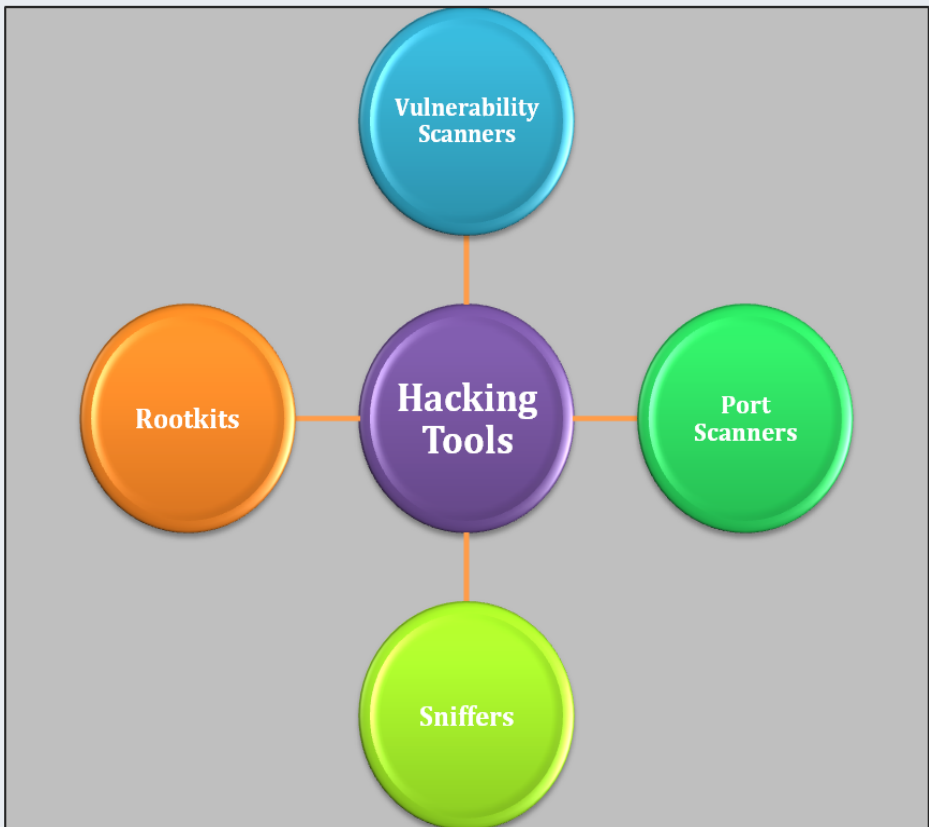 Vulnerability
Scanners
Rootkits
Hacking
Tools
Port
Scanners
Sniffers